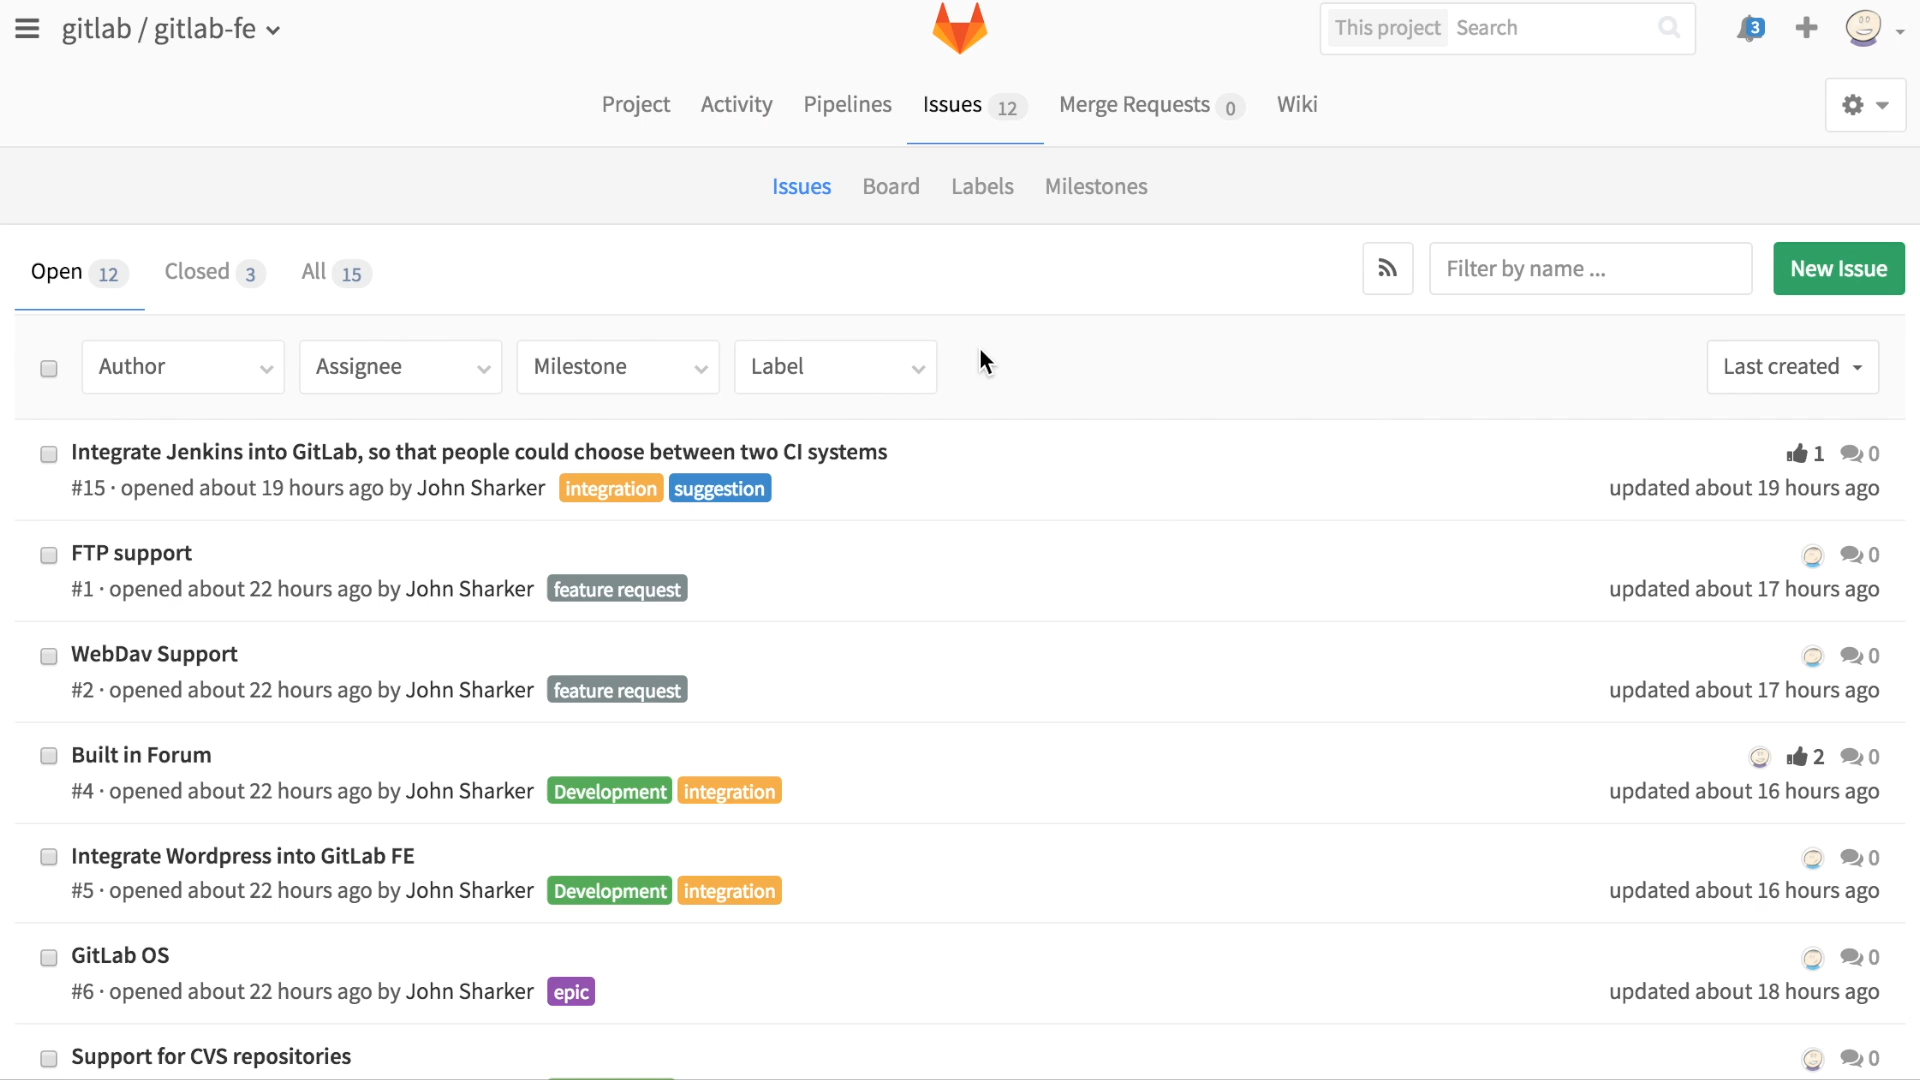 gitlab / gitlab-fe
This project Search
3
Project Activity Pipelines Issues 12 Merge Requests 0 Wiki
Issues Board Labels Milestones
Open 12 Closed 3 All 15
Filter by name ...
New Issue
Author Assignee Milestone Label
Last created
Integrate Jenkins into GitLab, so that people could choose between two CI systems
1 0
#15 · opened about 19 hours ago by John Sharker integration suggestion
updated about 19 hours ago
FTP support
0
#1 · opened about 22 hours ago by John Sharker feature request
updated about 17 hours ago
WebDav Support
0
#2 · opened about 22 hours ago by John Sharker feature request
updated about 17 hours ago
Built in Forum
2 0
#4 · opened about 22 hours ago by John Sharker Development integration
updated about 16 hours ago
Integrate Wordpress into GitLab FE
0
#5 · opened about 22 hours ago by John Sharker Development integration
updated about 16 hours ago
GitLab OS
0
#6 · opened about 22 hours ago by John Sharker epic
updated about 18 hours ago
Support for CVS repositories
0